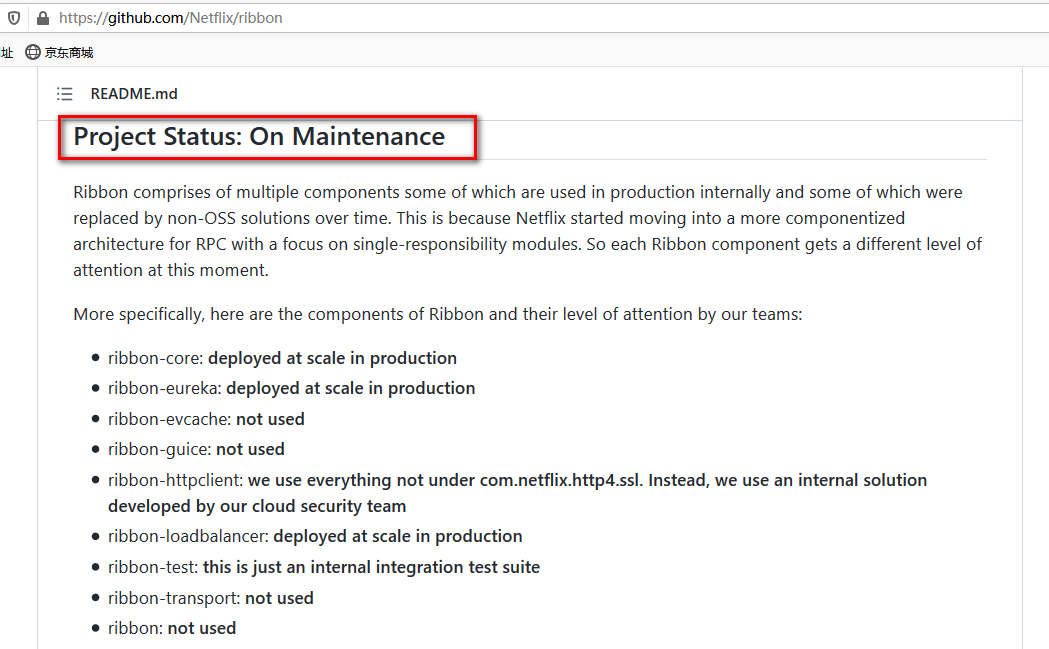 https://github.com/Netflix/ribbon
址 京东商城
README.md
Project Status: On Maintenance
Ribbon comprises of multiple components some of which are used in production internally and some of which were
replaced by non-OSS solutions over time. This is because Netflix started moving into a more componentized
architecture for RPC with a focus on single-responsibility modules. So each Ribbon component gets a different level of
attention at this moment.
More specifically, here are the components of Ribbon and their level of attention by our teams:
• ribbon-core: deployed at scale in production
• ribbon-eureka: deployed at scale in production
• ribbon-evcache: not used
• ribbon-guice: not used
• ribbon-httpclient: we use everything not under com.netflix.http4.ssl. Instead, we use an internal solution
developed by our cloud security team
• ribbon-loadbalancer: deployed at scale in production
• ribbon-test: this is just an internal integration test suite
• ribbon-transport: not used
• ribbon: not used